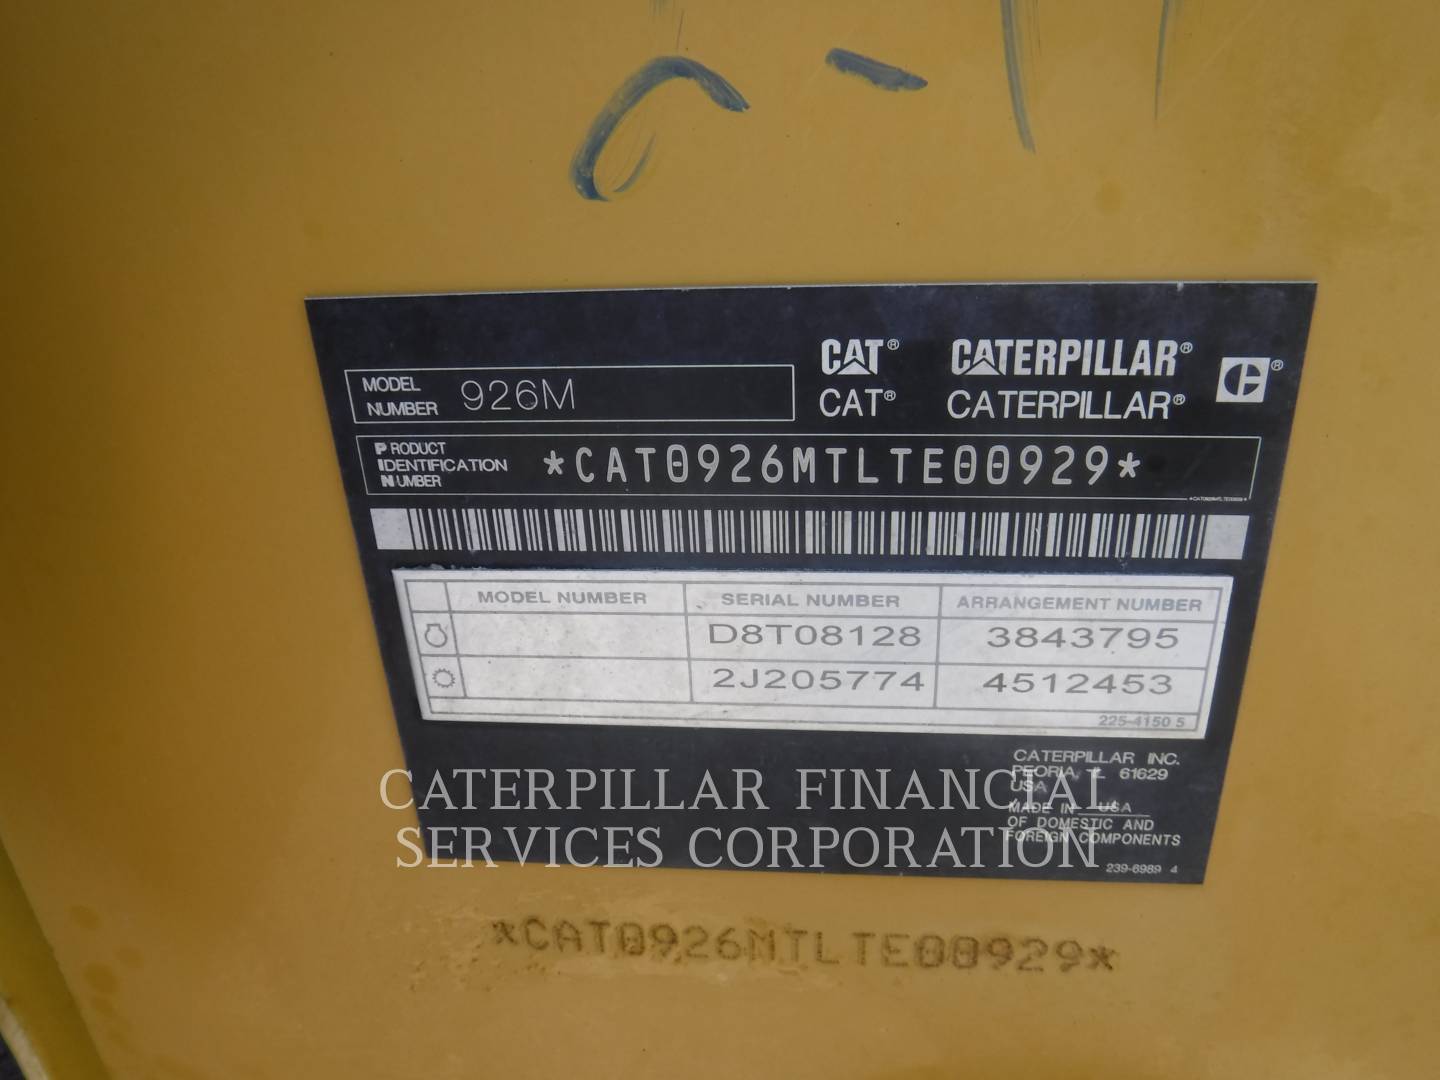 CAT® CATERPILLAR®
CAT® CATERPILLAR®
MODEL NUMBER 926M
PRODUCT IDENTIFICATION NUMBER *CAT0926MTLTE00929*
*CAT0926MTLTE00929*
MODEL NUMBER SERIAL NUMBER ARRANGEMENT NUMBER
D8T08128 3843795
2J205774 4512453
225-4150 5
CATERPILLAR INC.
PEORIA, IL 61629
USA
MADE IN USA
OF DOMESTIC AND
FOREIGN COMPONENTS
239-6989 4
CATERPILLAR FINANCIAL
SERVICES CORPORATION
*CAT0926MTLTE00929*